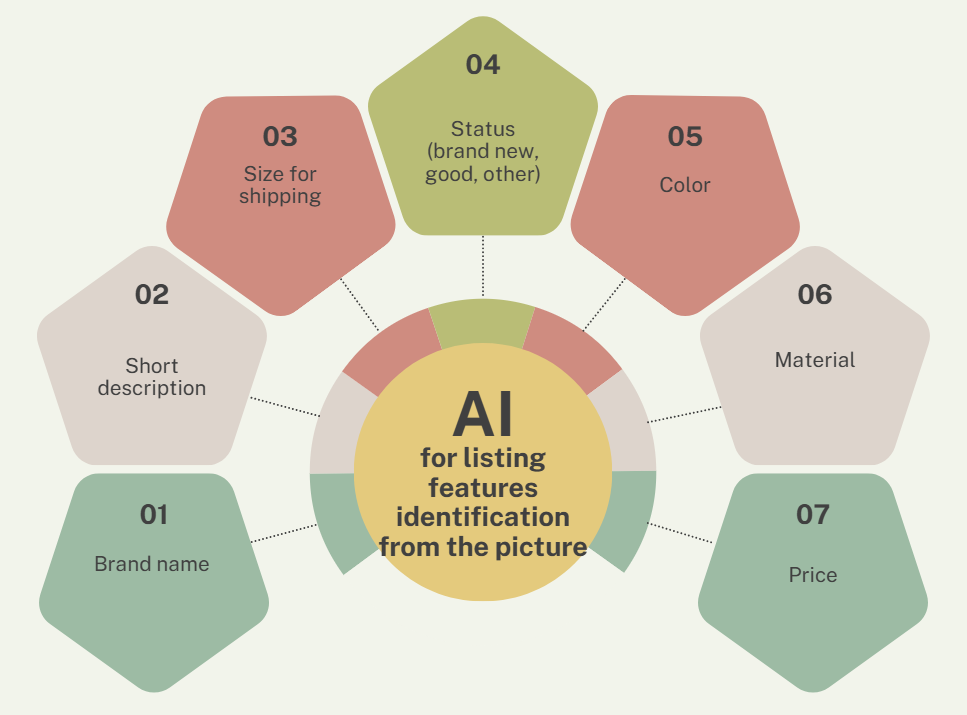 04
Status
(brand new,
good, other)
03
Size for
shipping
05
Color
02
Short
description
06
Material
AI
for listing
features
identification
from the picture
01
Brand name
07
Price